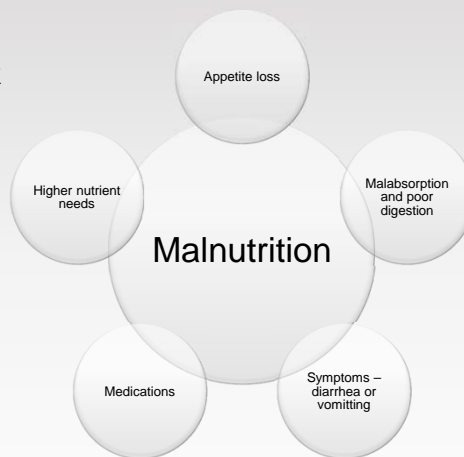 Appetite loss
Higher nutrient
needs
Malabsorption
and poor
digestion
Malnutrition
Medications
Symptoms –
diarrhea or
vomitting